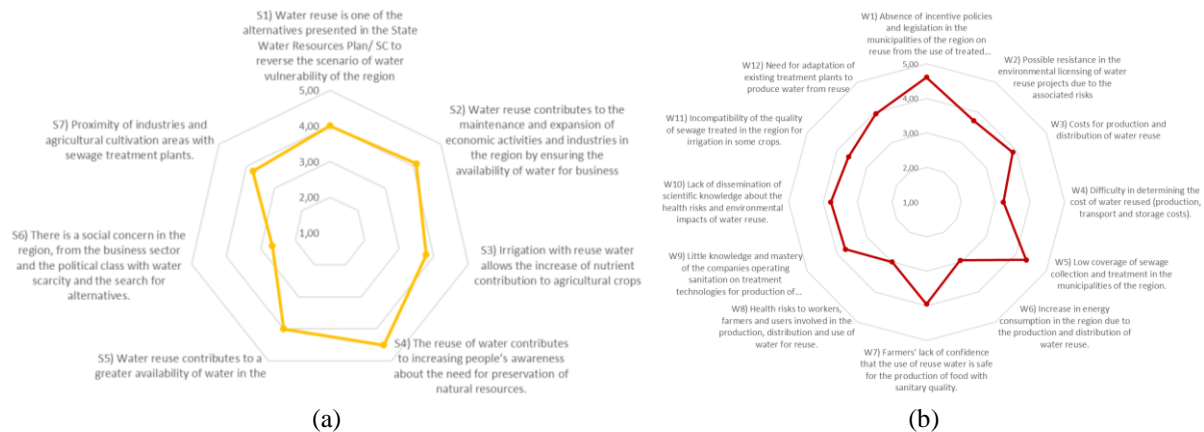 S1) Water reuse is one of the
alternatives presented in the State
Water Resources Plan/ SC to
reverse the scenario of water
vulnerability of the region
5,00
4,00
3,00
2,00
1,00
S2) Water reuse contributes to the
maintenance and expansion of
economic activities and industries in
the region by ensuring the
availability of water for business
S3) Irrigation with reuse water
allows the increase of nutrient
contribution to agricultural crops
S4) The reuse of water contributes
to increasing people's awareness
about the need for preservation of
natural resources.
S5) Water reuse contributes to a
greater availability of water in the
S6) There is a social concern in the
region, from the business sector
and the political class with water
scarcity and the search for
alternatives.
S7) Proximity of industries and
agricultural cultivation areas with
sewage treatment plants.
(a)
W1) Absence of incentive policies
and legislation in the
municipalities of the region on
reuse from the use of treated...
5,00
4,00
3,00
2,00
1,00
W2) Possible resistance in the
environmental licensing of water
reuse projects due to the
associated risks
W3) Costs for production and
distribution of water reuse
W4) Difficulty in determining the
cost of water reused (production,
transport and storage costs).
W5) Low coverage of sewage
collection and treatment in the
municipalities of the region.
W6) Increase in energy
consumption in the region due to
the production and distribution of
water reuse.
W7) Farmers' lack of confidence
that the use of reuse water is safe
for the production of food with
sanitary quality.
W8) Health risks to workers,
farmers and users involved in the
production, distribution and use of
water for reuse.
W9) Little knowledge and mastery
of the companies operating
sanitation on treatment
technologies for production of...
W10) Lack of dissemination of
scientific knowledge about the
health risks and environmental
impacts of water reuse.
W11) Incompatibility of the quality
of sewage treated in the region for
irrigation in some crops.
W12) Need for adaptation of
existing treatment plants to
produce water from reuse
(b)